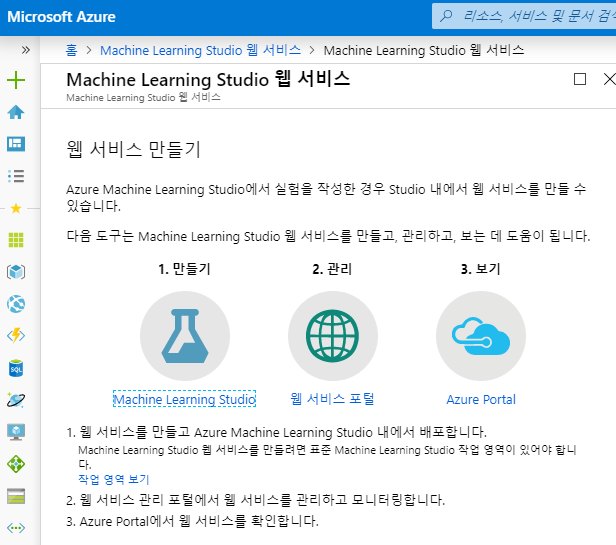 Microsoft Azure
리소스, 서비스 및 문서 검색
» 홈 > Machine Learning Studio 웹 서비스 > Machine Learning Studio 웹 서비스
Machine Learning Studio 웹 서비스
Machine Learning Studio 웹 서비스
웹 서비스 만들기
Azure Machine Learning Studio에서 실험을 작성한 경우 Studio 내에서 웹 서비스를 만들 수
있습니다.
다음 도구는 Machine Learning Studio 웹 서비스를 만들고, 관리하고, 보는 데 도움이 됩니다.
1. 만들기 2. 관리 3. 보기
SQL
Machine Learning Studio 웹 서비스 포털 Azure Portal
1. 웹 서비스를 만들고 Azure Machine Learning Studio 내에서 배포합니다.
Machine Learning Studio 웹 서비스를 만들려면 표준 Machine Learning Studio 작업 영역이 있어야 합니
다.
작업 영역 보기
2. 웹 서비스 관리 포털에서 웹 서비스를 관리하고 모니터링합니다.
3. Azure Portal에서 웹 서비스를 확인합니다.